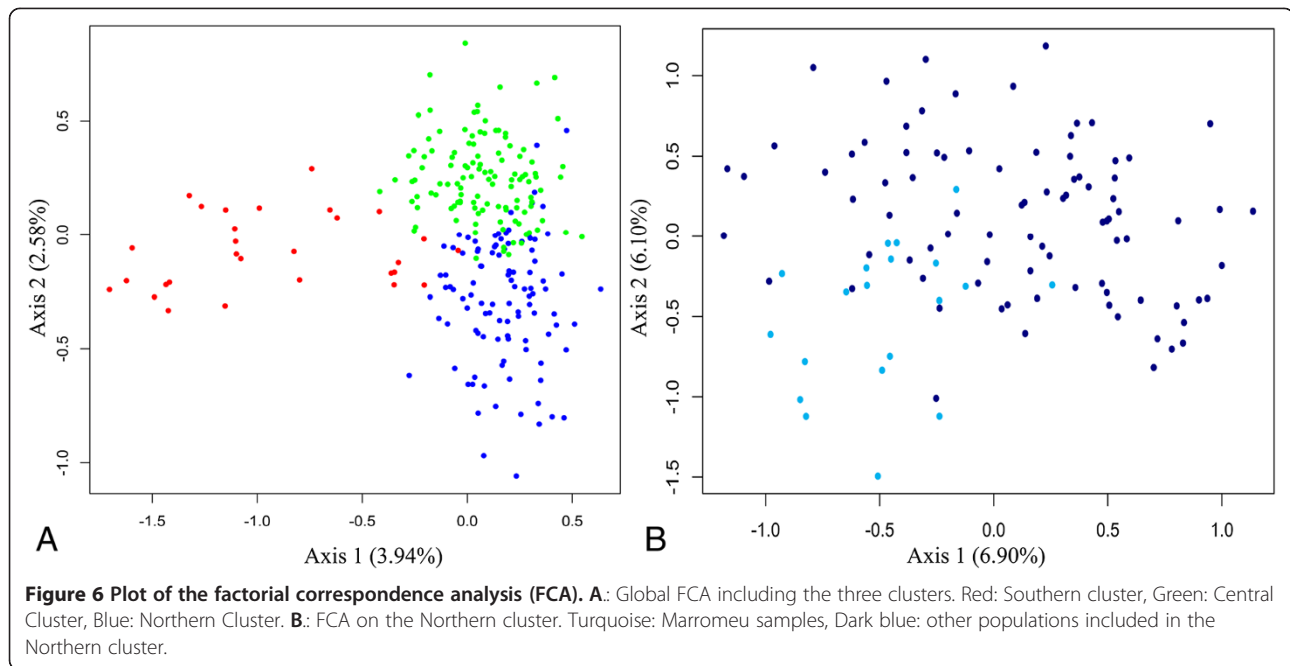 0.5
0.0
-0.5
-1.0
Axis 2 (2.58%)
-1.5 -1.0 -0.5 0.0 0.5
A Axis 1 (3.94%)
1.0
0.5
0.0
-0.5
-1.0
-1.5
Axis 2 (6.10%)
-1.0 -0.5 0.0 0.5 1.0
B Axis 1 (6.90%)
Figure 6 Plot of the factorial correspondence analysis (FCA). A.: Global FCA including the three clusters. Red: Southern cluster, Green: Central
Cluster, Blue: Northern Cluster. B.: FCA on the Northern cluster. Turquoise: Marromeu samples, Dark blue: other populations included in the
Northern cluster.